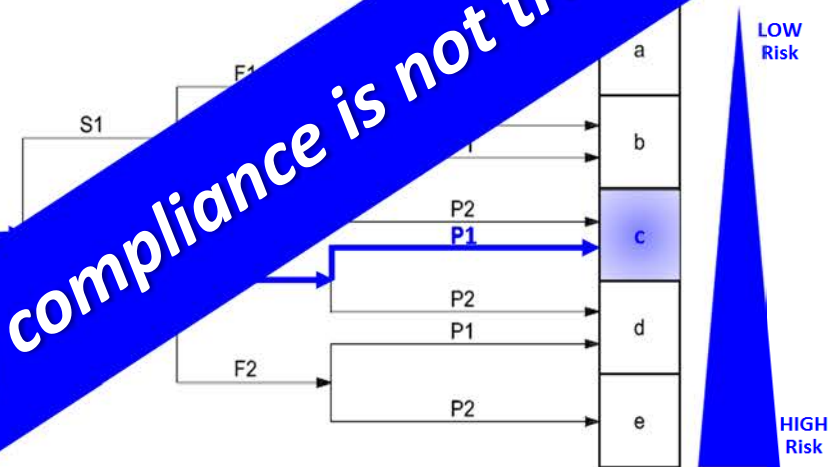 compliance is not
LOW
Risk
a
S1
b
P2
P1
c
P2
P1
d
F2
P2
e
HIGH
Risk